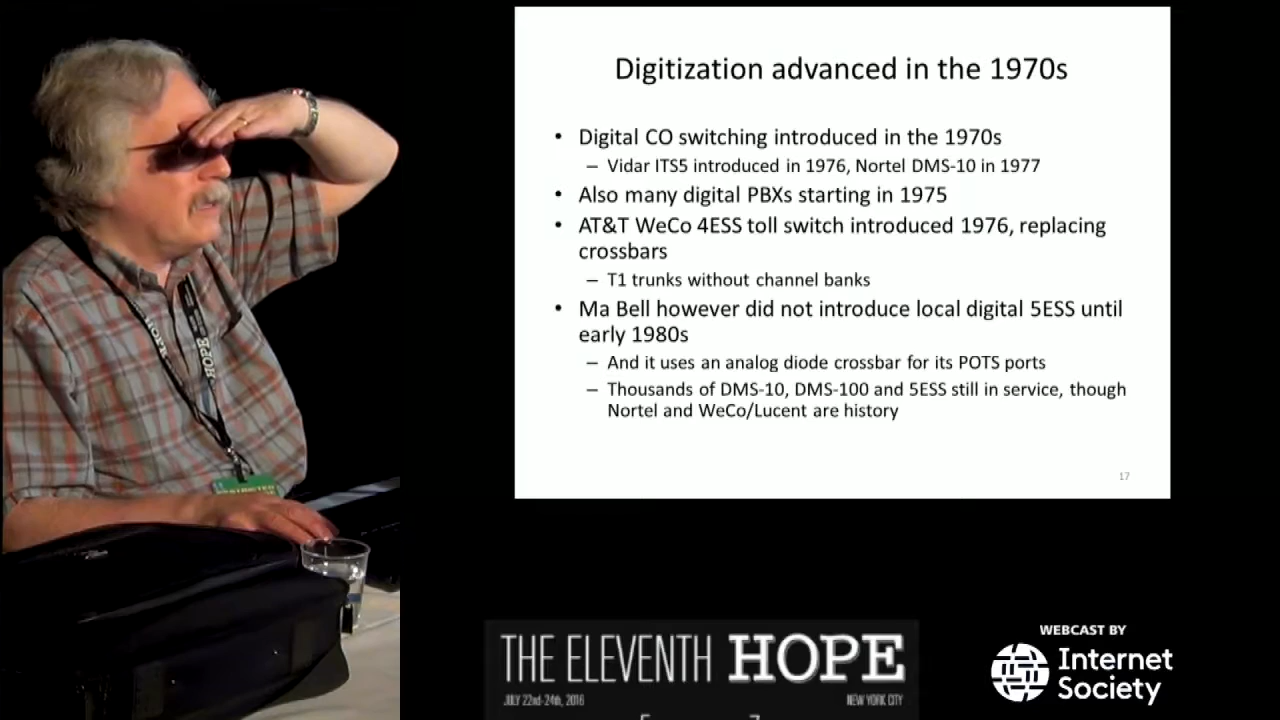 Digitization advanced in the 1970s
• Digital CO switching introduced in the 1970s
– Vidar ITS5 introduced in 1976, Nortel DMS-10 in 1977
• Also many digital PBXs starting in 1975
• AT&T WeCo 4ESS toll switch introduced 1976, replacing
crossbars
– T1 trunks without channel banks
• Ma Bell however did not introduce local digital 5ESS until
early 1980s
– And it uses an analog diode crossbar for its POTS ports
– Thousands of DMS-10, DMS-100 and 5ESS still in service, though
Nortel and WeCo/Lucent are history
17
HOPE
HOPE
THE ELEVENTH HOPE
JULY 22nd-24th, 2016
NEW YORK CITY
WEBCAST BY
Internet
Society